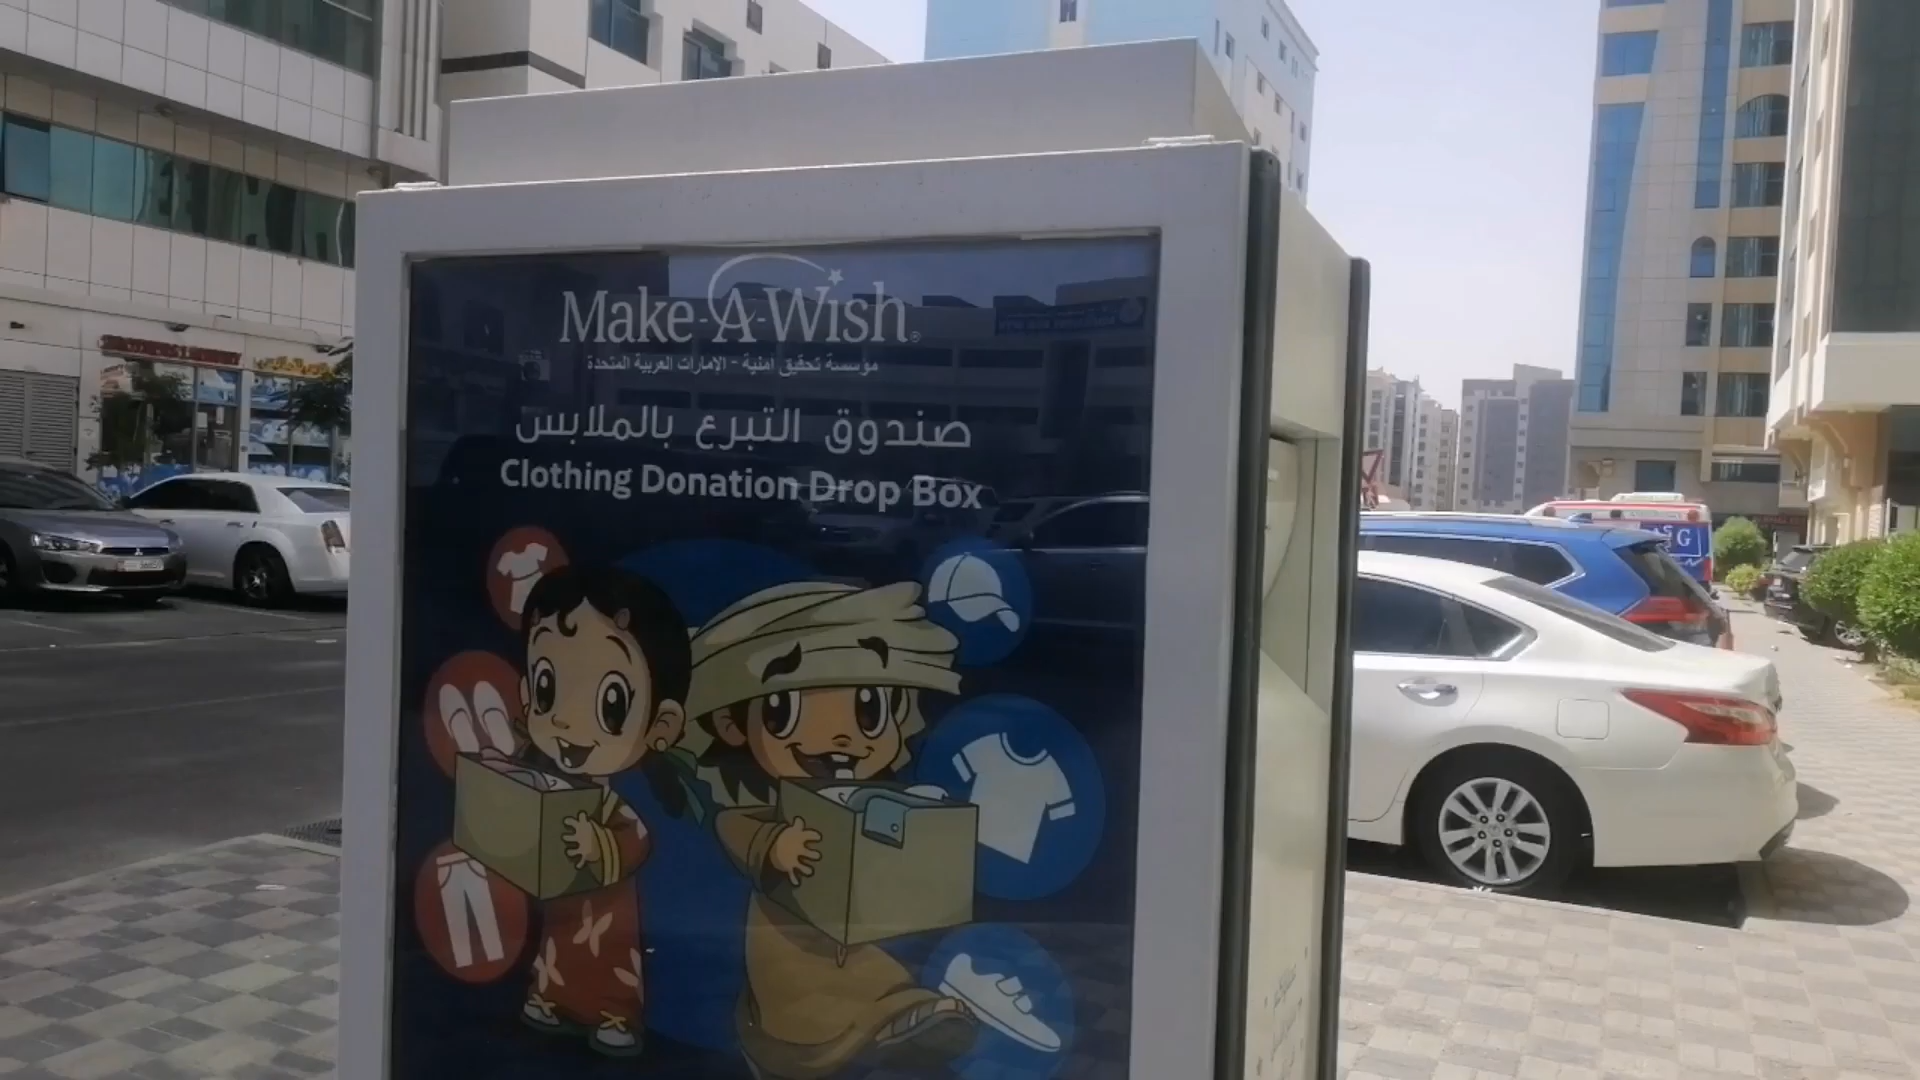 Make-A-Wish®
مؤسسة تحقيق امنية - الامارات العربية المتحدة
صندوق التبرع بالملابس
Clothing Donation Drop Box